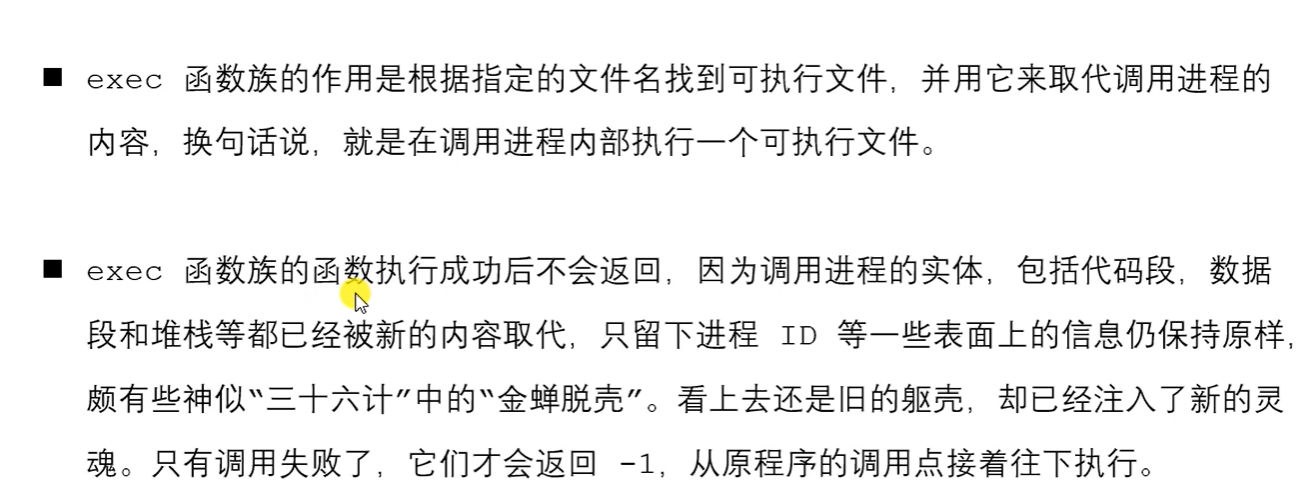 ■ exec 函数族的作用是根据指定的文件名找到可执行文件，并用它来取代调用进程的
内容，换句话说，就是在调用进程内部执行一个可执行文件。
■ exec 函数族的函数执行成功后不会返回，因为调用进程的实体，包括代码段，数据
段和堆栈等都已经被新的内容取代，只留下进程 ID 等一些表面上的信息仍保持原样，
颇有些神似“三十六计”中的“金蝉脱壳”。看上去还是旧的躯壳，却已经注入了新的灵
魂。只有调用失败了，它们才会返回 -1，从原程序的调用点接着往下执行。